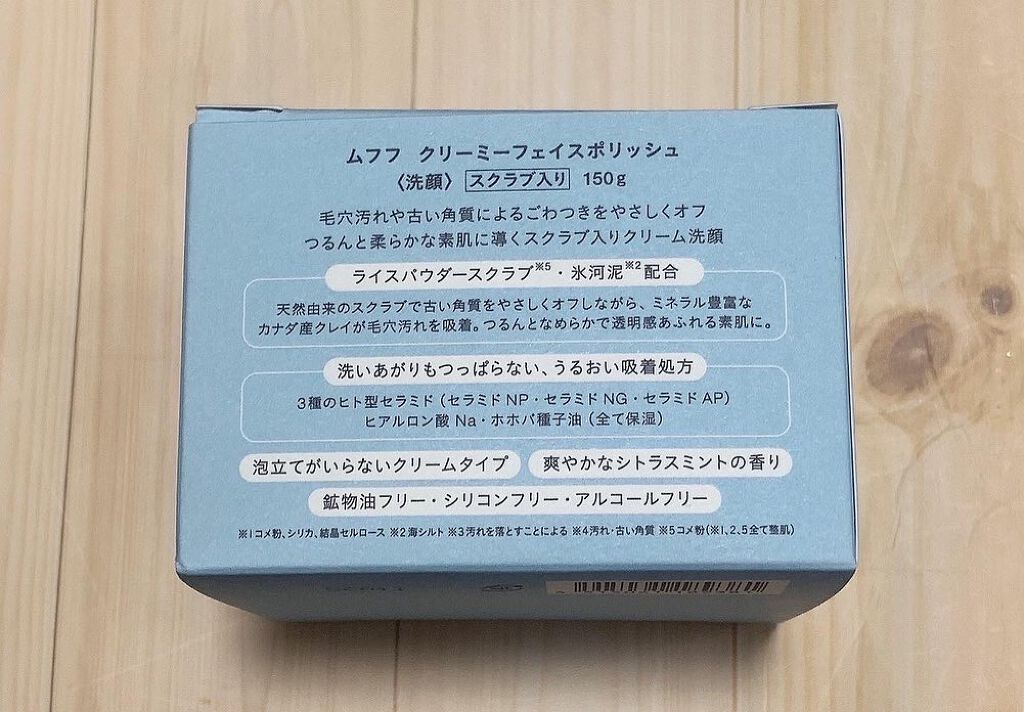 ムフフ クリーミーフェイスポリッシュ
〈洗顔〉 スクラブ入り 150g
毛穴汚れや古い角質によるごわつきをやさしくオフ
つるんと柔らかな素肌に導くスクラブ入りクリーム洗顔
ライスパウダースクラブ※5・氷河泥※2配合
天然由来のスクラブで古い角質をやさしくオフしながら、ミネラル豊富な
カナダ産クレイが毛穴汚れを吸着。つるんとなめらかで透明感あふれる素肌に。
洗いあがりもつっぱらない、うるおい吸着処方
3種のヒト型セラミド（セラミド NP・セラミド NG・セラミド AP）
ヒアルロン酸 Na・ホホバ種子油（全て保湿）
泡立てがいらないクリームタイプ
爽やかなシトラスミントの香り
鉱物油フリー・シリコンフリー・アルコールフリー
※1コメ粉、シリカ、結晶セルロース ※2海シルト ※3汚れを落とすことによる ※4汚れ・古い角質 ※5コメ粉(※1、2、5全て整肌)